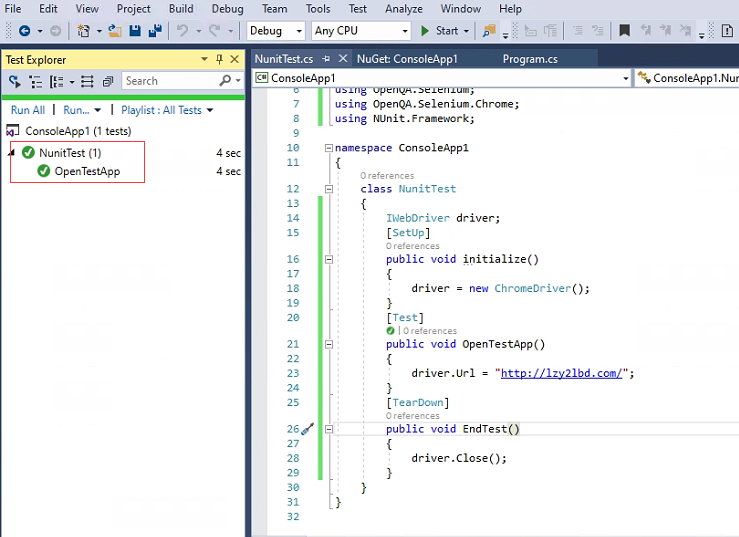 File Edit View Project Build Debug Team Tools Test Analyze Window Help
Debug Any CPU Start
Test Explorer
Search
Run All Run... Playlist : All Tests
ConsoleApp1 (1 tests)
NunitTest (1) 4 sec
OpenTestApp 4 sec
NunitTest.cs NuGet: ConsoleApp1 Program.cs
C# ConsoleApp1 ConsoleApp1.Nun
6 using OpenQA.Selenium;
7 using OpenQA.Selenium.Chrome;
8 using NUnit.Framework;
9
10 namespace ConsoleApp1
11 {
0 references
12 class NunitTest
13 {
14 IWebDriver driver;
15 [SetUp]
0 references
16 public void initialize()
17 {
18 driver = new ChromeDriver();
19 }
20 [Test]
| 0 references
21 public void OpenTestApp()
22 {
23 driver.Url = "http://lzy2lbd.com/";
24 }
25 [TearDown]
0 references
26 public void EndTest()
27 {
28 driver.Close();
29 }
30 }
31 }
32